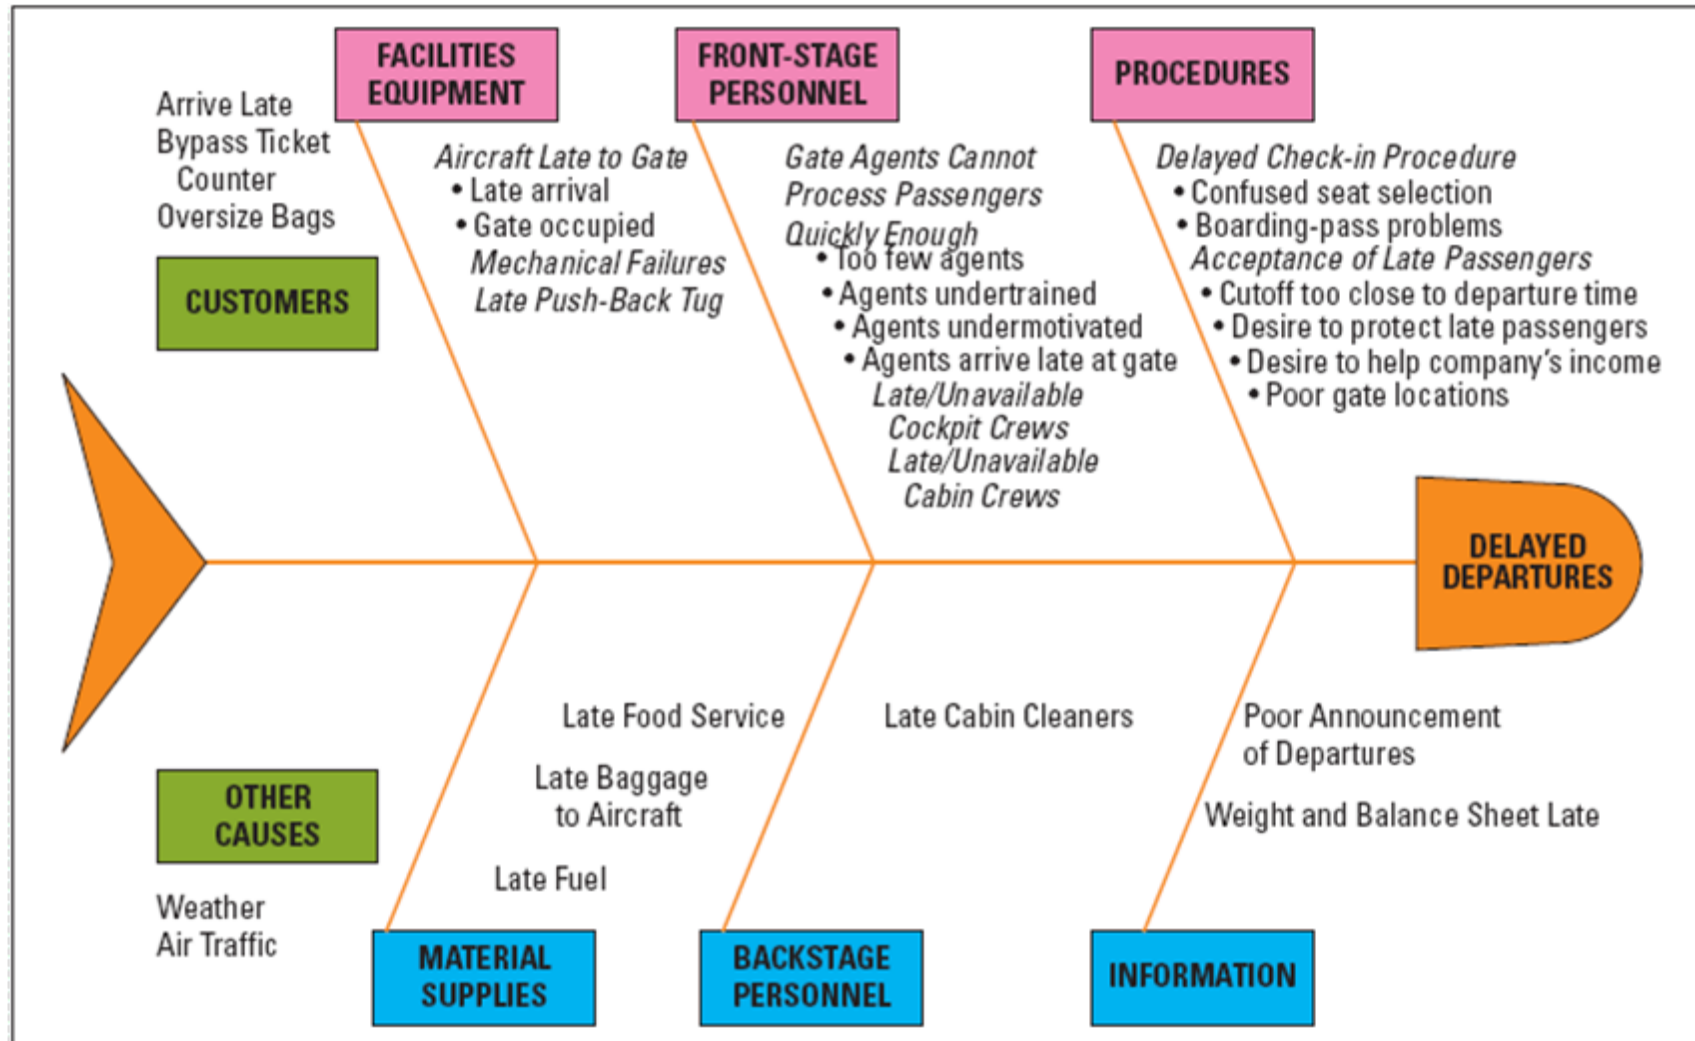 FACILITIES
EQUIPMENT
FRONT-STAGE
PERSONNEL
PROCEDURES
Arrive Late
Bypass Ticket
Counter
Oversize Bags
CUSTOMERS
Aircraft Late to Gate
• Late arrival
• Gate occupied
Mechanical Failures
Late Push-Back Tug
Gate Agents Cannot
Process Passengers
Quickly Enough
• Too few agents
• Agents undertrained
• Agents undermotivated
• Agents arrive late at gate
Late/Unavailable
Cockpit Crews
Late/Unavailable
Cabin Crews
Delayed Check-in Procedure
• Confused seat selection
• Boarding-pass problems
Acceptance of Late Passengers
• Cutoff too close to departure time
• Desire to protect late passengers
• Desire to help company's income
• Poor gate locations
DELAYED
DEPARTURES
OTHER
CAUSES
Weather
Air Traffic
Late Food Service
Late Baggage
to Aircraft
Late Fuel
MATERIAL
SUPPLIES
Late Cabin Cleaners
BACKSTAGE
PERSONNEL
Poor Announcement
of Departures
Weight and Balance Sheet Late
INFORMATION